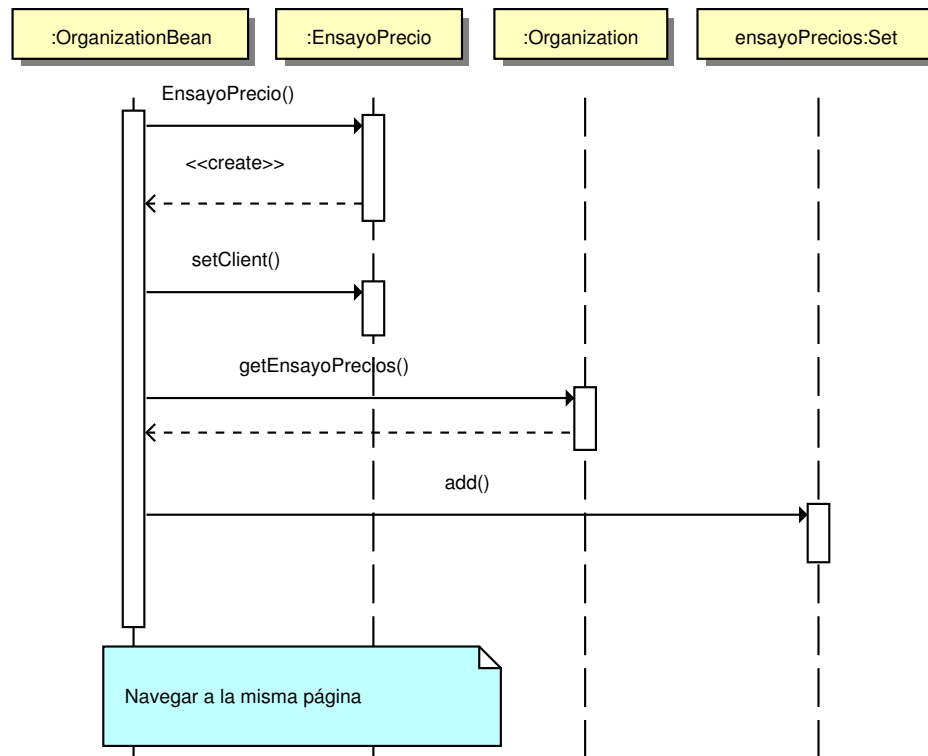 :OrganizationBean
:EnsayoPrecio
:Organization
ensayoPrecios:Set
EnsayoPrecio()
<<create>>
setClient()
getEnsayoPrecios()
add()
Navegar a la misma página